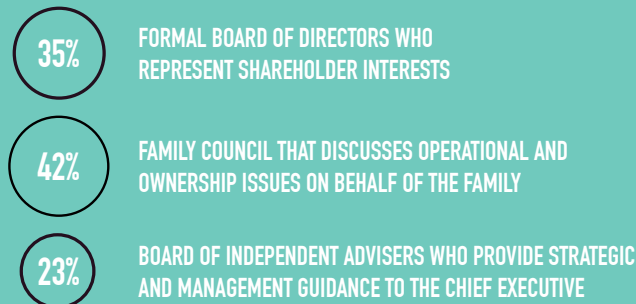 35%
FORMAL BOARD OF DIRECTORS WHO
REPRESENT SHAREHOLDER INTERESTS
42%
FAMILY COUNCIL THAT DISCUSSES OPERATIONAL AND
OWNERSHIP ISSUES ON BEHALF OF THE FAMILY
23%
BOARD OF INDEPENDENT ADVISERS WHO PROVIDE STRATEGIC
AND MANAGEMENT GUIDANCE TO THE CHIEF EXECUTIVE